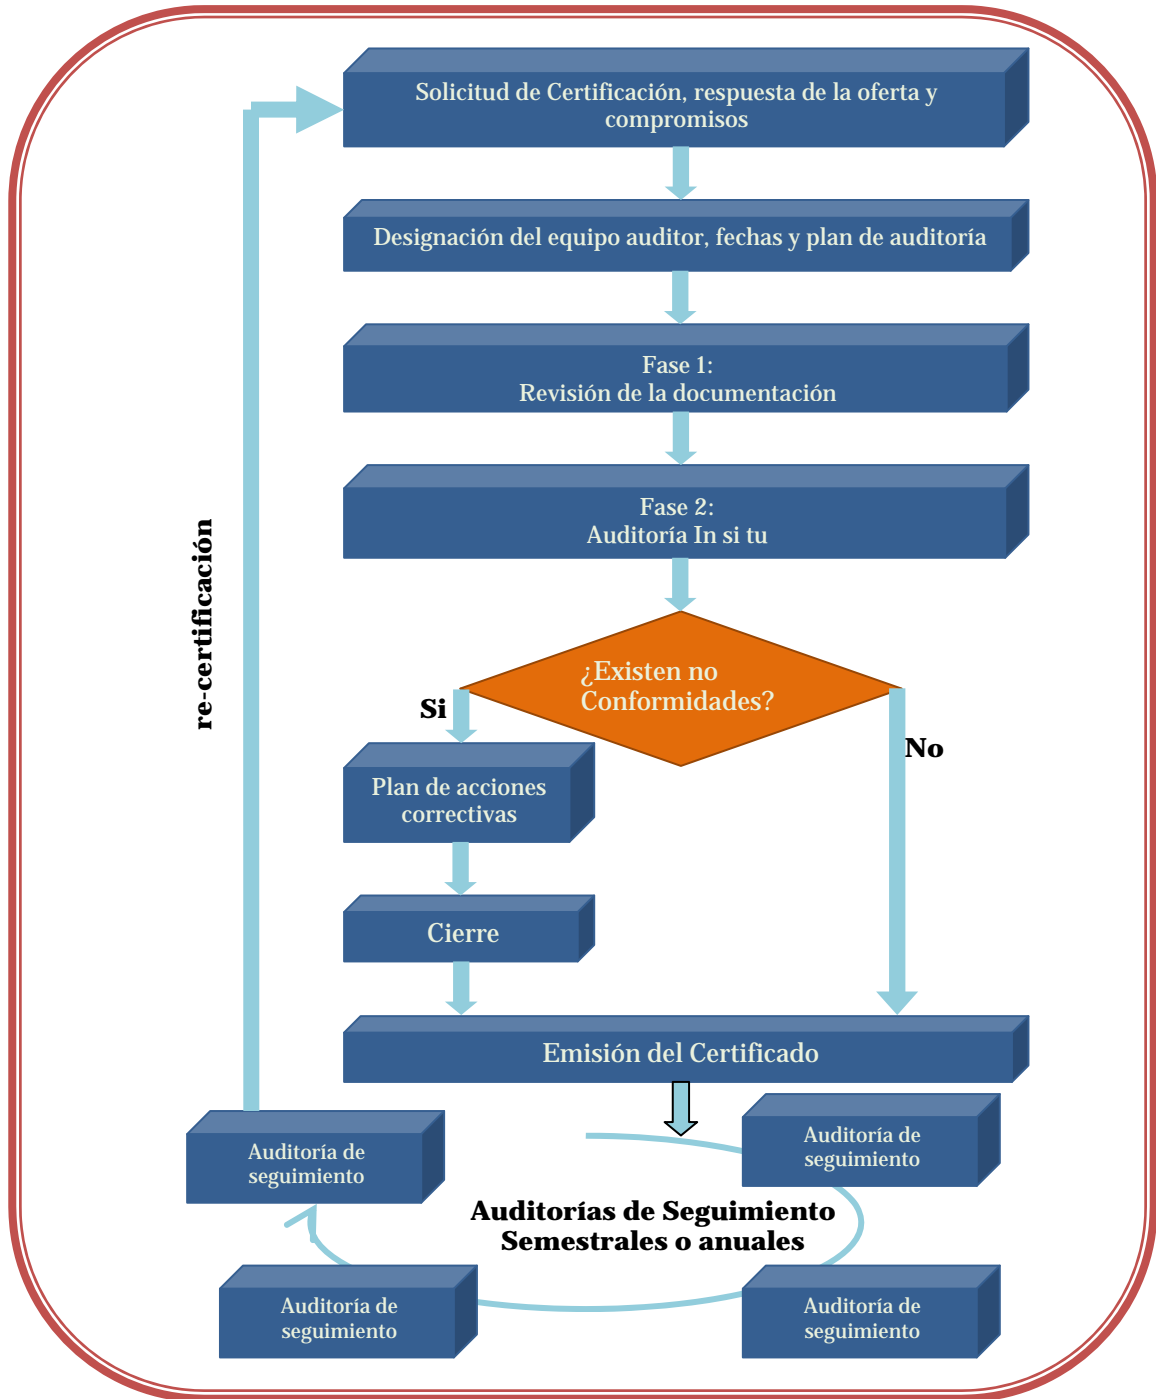 Solicitud de Certificación, respuesta de la oferta y
compromisos
Designación del equipo auditor, fechas y plan de auditoría
Fase 1:
Revisión de la documentación
Fase 2:
Auditoría In si tu
re-certificación
¿Existen no
Conformidades?
Si
No
Plan de acciones
correctivas
Cierre
Emisión del Certificado
Auditoría de
seguimiento
Auditoría de
seguimiento
Auditorías de Seguimiento
Semestrales o anuales
Auditoría de
seguimiento
Auditoría de
seguimiento